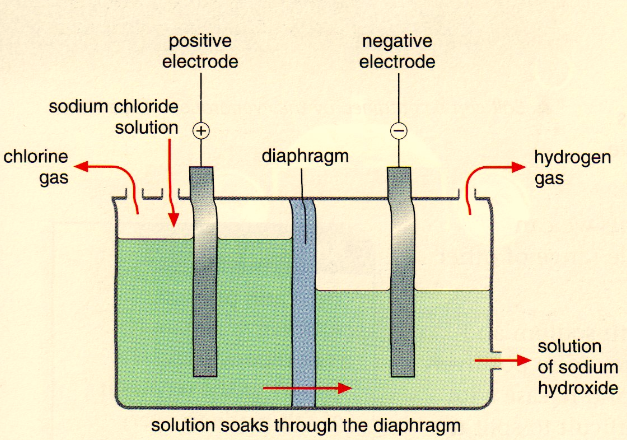 positive
electrode
negative
electrode
sodium chloride
solution
+
−
chlorine
gas
diaphragm
hydrogen
gas
solution
of sodium
hydroxide
solution soaks through the diaphragm